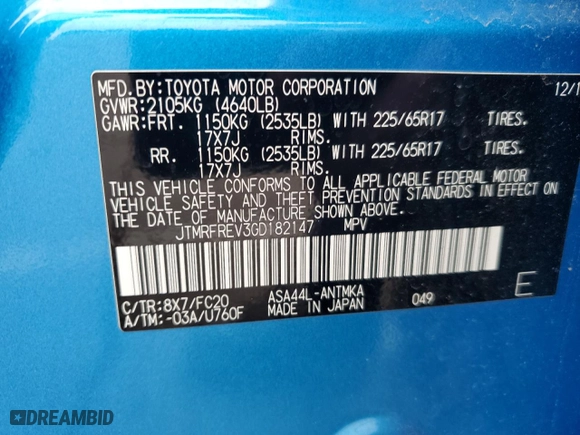 MFD.BY:TOYOTA MOTOR CORPORATION 12/1
GVWR:2105KG (4640LB)
GAWR:FRT. 1150KG (2535LB) WITH 225/65R17 TIRES.
17X7J RIMS.
RR. 1150KG (2535LB) WITH 225/65R17 TIRES.
17X7J RIMS.
THIS VEHICLE CONFORMS TO ALL APPLICABLE FEDERAL MOTOR
VEHICLE SAFETY AND THEFT PREVENTION STANDARDS IN EFFECT ON
THE DATE OF MANUFACTURE SHOWN ABOVE.
JTMRFREV3GD182147 MPV
C/TR:8X7/FC20 ASA44L-ANTMKA 049 E
A/TM:-03A/U760F MADE IN JAPAN
DREAMBID